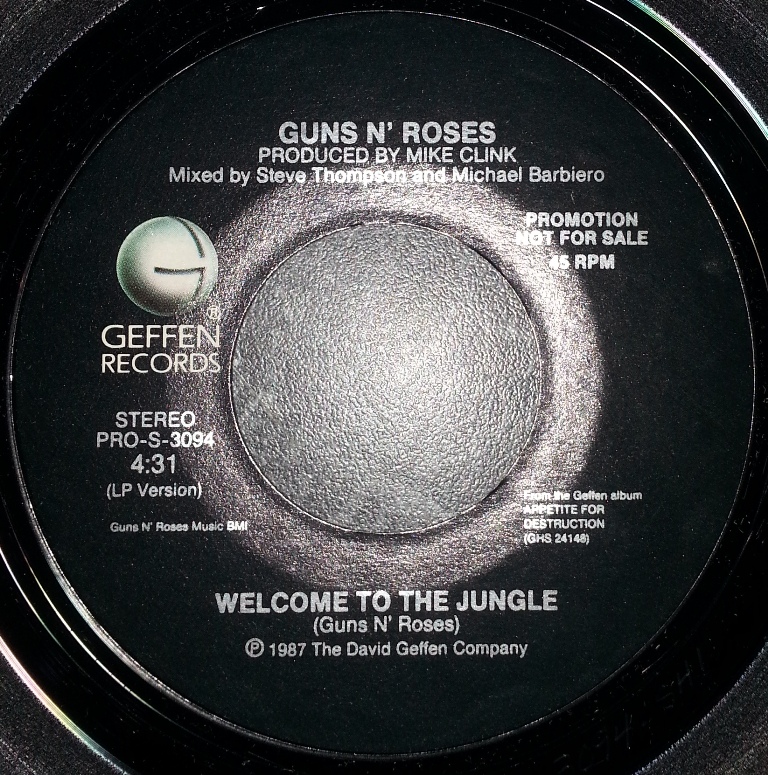 GUNS N' ROSES
PRODUCED BY MIKE CLINK
Mixed by Steve Thompson and Michael Barbiero
PROMOTION
NOT FOR SALE
45 RPM
®
GEFFEN
RECORDS
STEREO
PRO-S-3094
4:31
(LP Version)
Guns N' Roses Music BMI
From the Geffen album
APPETITE FOR
DESTRUCTION
(GHS 24148)
WELCOME TO THE JUNGLE
(Guns N' Roses)
℗ 1987 The David Geffen Company